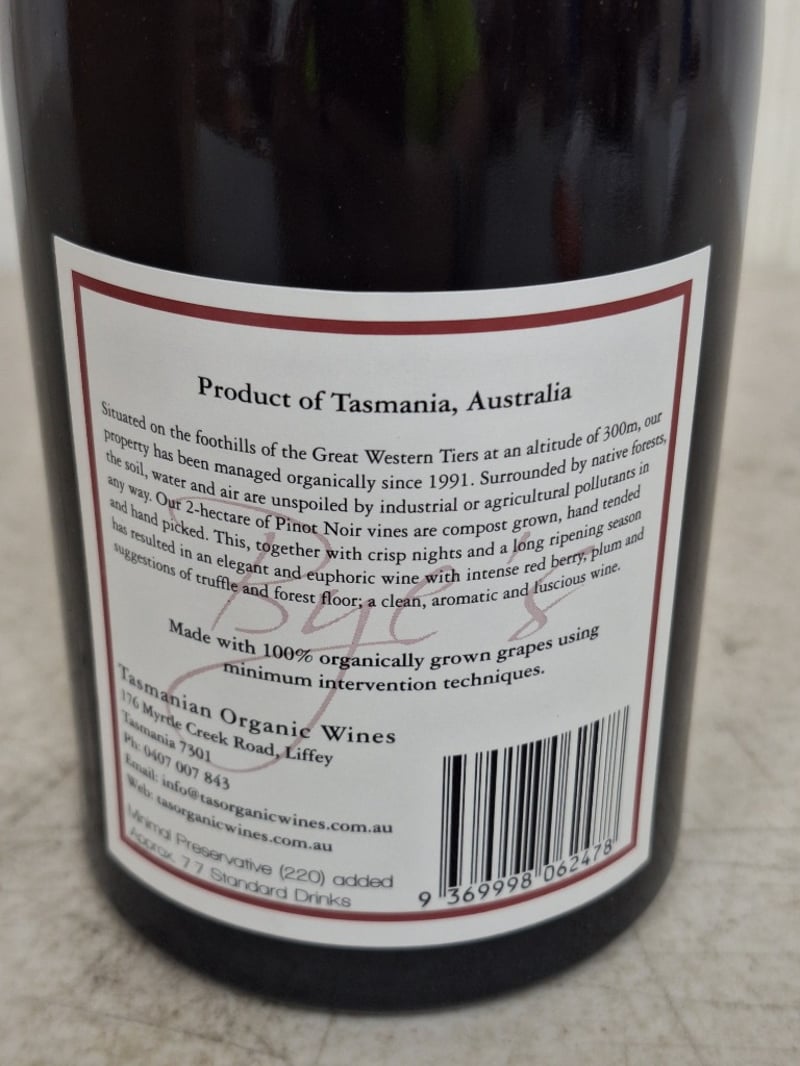 Product of Tasmania, Australia
Situated on the foothills of the Great Western Tiers at an altitude of 300m, our
property has been managed organically since 1991. Surrounded by native forests,
the soil, water and air are unspoiled by industrial or agricultural pollutants in
any way. Our 2-hectare of Pinot Noir vines are compost grown, hand tended
and hand picked. This, together with crisp nights and a long ripening season
has resulted in an elegant and euphoric wine with intense red berry, plum and
suggestions of truffle and forest floor; a clean, aromatic and luscious wine.
Bye's
Made with 100% organically grown grapes using
minimum intervention techniques.
Tasmanian Organic Wines
176 Myrtle Creek Road, Liffey
Tasmania 7301
Ph: 0407 007 843
Email: info@tasorganicwines.com.au
Web: tasorganicwines.com.au
Minimal Preservative (220) added
Approx. 7.7 Standard Drinks
9 369998 062478